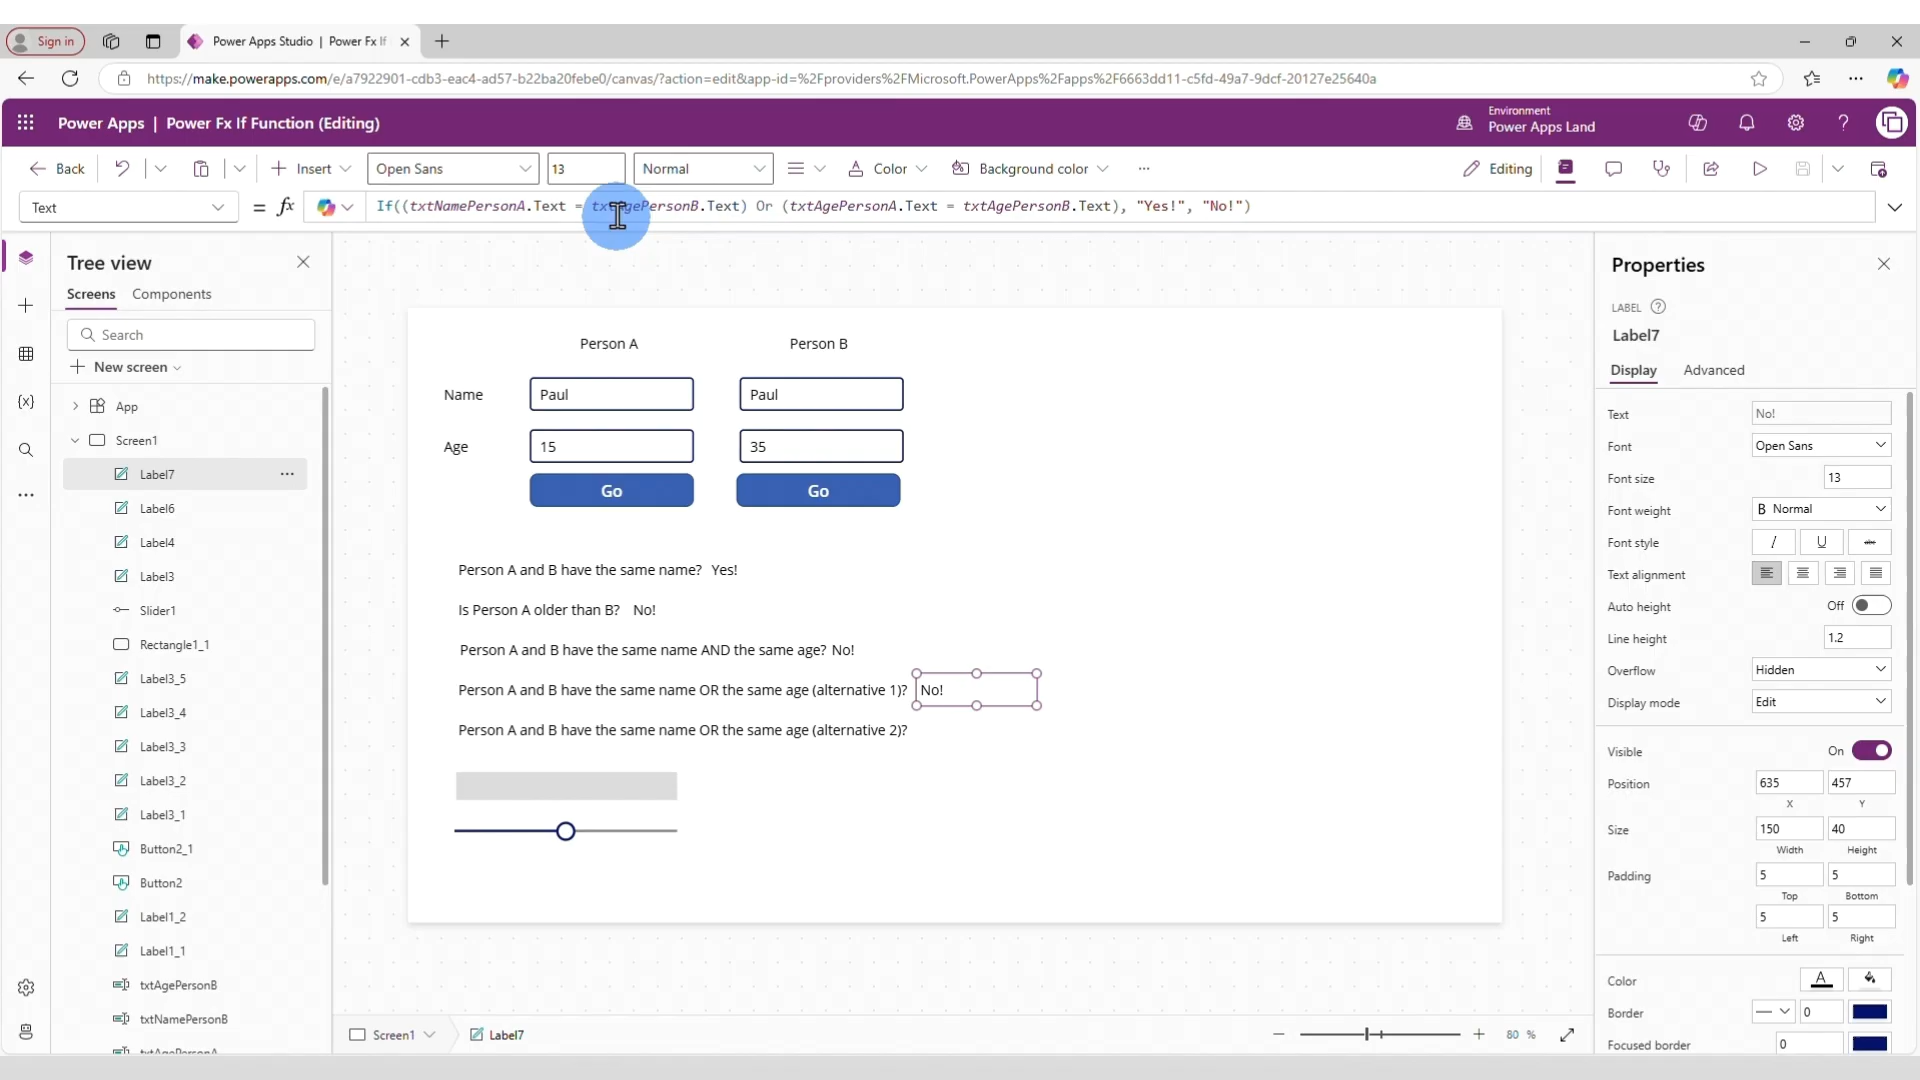 Sign in
Power Apps Studio | Power Fx If
https://make.powerapps.com/e/a7922901-cdb3-eac4-ad57-b22ba20febe0/canvas/?action=edit&app-id=%2Fproviders%2FMicrosoft.PowerApps%2Fapps%2F6663dd11-c5fd-49a7-9dcf-20127e25640a
Power Apps | Power Fx If Function (Editing)
Environment
Power Apps Land
Back
Insert
Open Sans
13
Normal
Color
Background color
Editing
Text
= fx
If((txtNamePersonA.Text = txtAgePersonB.Text) Or (txtAgePersonA.Text = txtAgePersonB.Text), "Yes!", "No!")
Tree view
Screens
Components
Search
New screen
App
Screen1
Label7
Label6
Label4
Label3
Slider1
Rectangle1_1
Label3_5
Label3_4
Label3_3
Label3_2
Label3_1
Button2_1
Button2
Label1_2
Label1_1
txtAgePersonB
txtNamePersonB
txtAgePersonA
Person A
Person B
Name
Paul
Paul
Age
15
35
Go
Go
Person A and B have the same name? Yes!
Is Person A older than B? No!
Person A and B have the same name AND the same age? No!
Person A and B have the same name OR the same age (alternative 1)? No!
Person A and B have the same name OR the same age (alternative 2)?
Screen1
Label7
80 %
Properties
LABEL
Label7
Display
Advanced
Text
No!
Font
Open Sans
Font size
13
Font weight
B Normal
Font style
/ U abc
Text alignment
Auto height
Off
Line height
1.2
Overflow
Hidden
Display mode
Edit
Visible
On
Position
635
457
X
Y
Size
150
40
Width
Height
Padding
5
5
Top
Bottom
5
5
Left
Right
Color
A
Border
0
Focused border
0